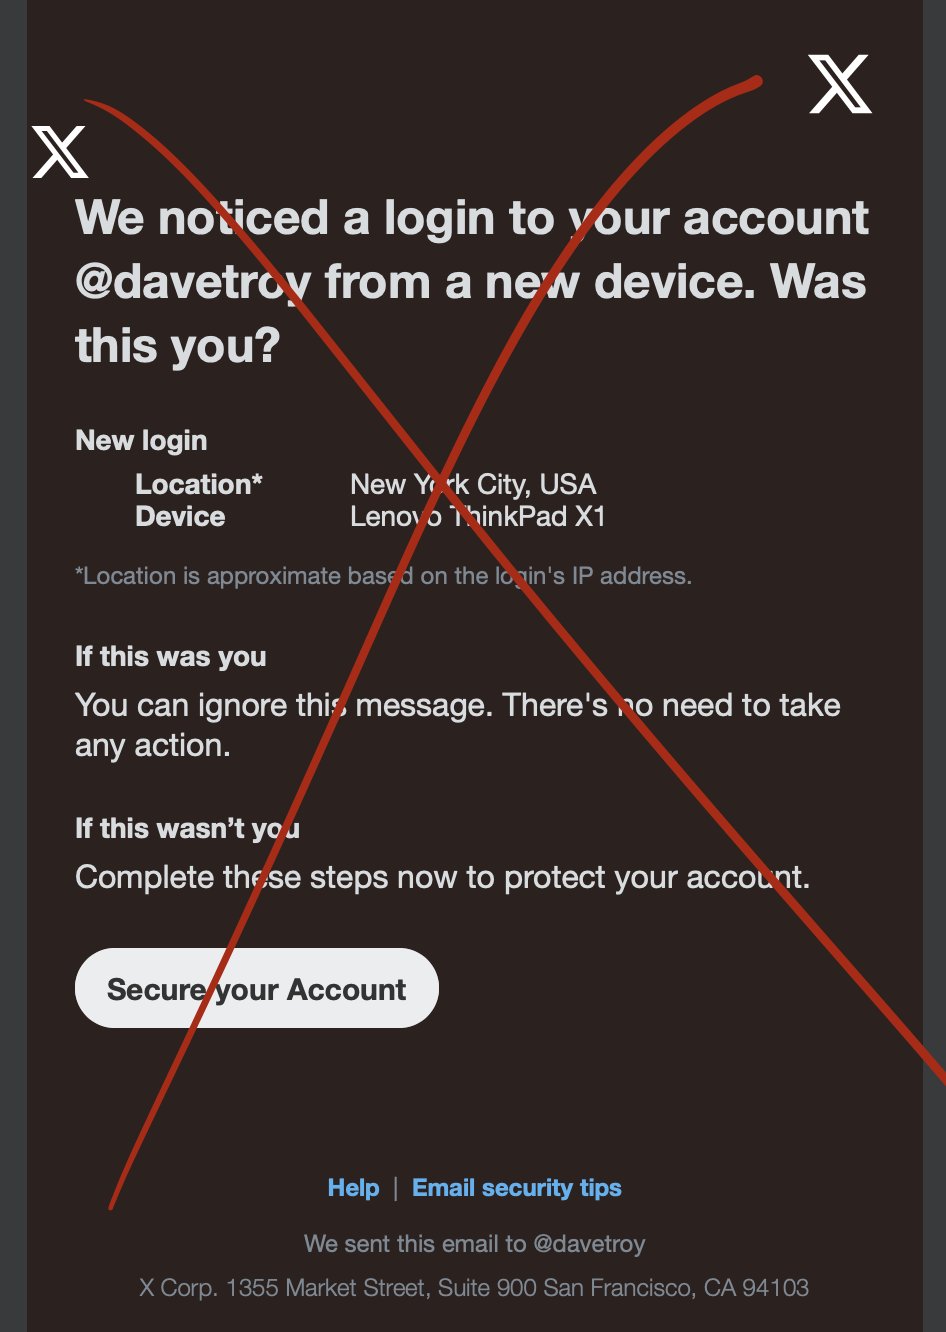 We noticed a login to your account
@davetroy from a new device. Was
this you?
New login
Location* New York City, USA
Device Lenovo ThinkPad X1
*Location is approximate based on the login's IP address.
If this was you
You can ignore this message. There's no need to take
any action.
If this wasn’t you
Complete these steps now to protect your account.
Secure your Account
Help | Email security tips
We sent this email to @davetroy
X Corp. 1355 Market Street, Suite 900 San Francisco, CA 94103